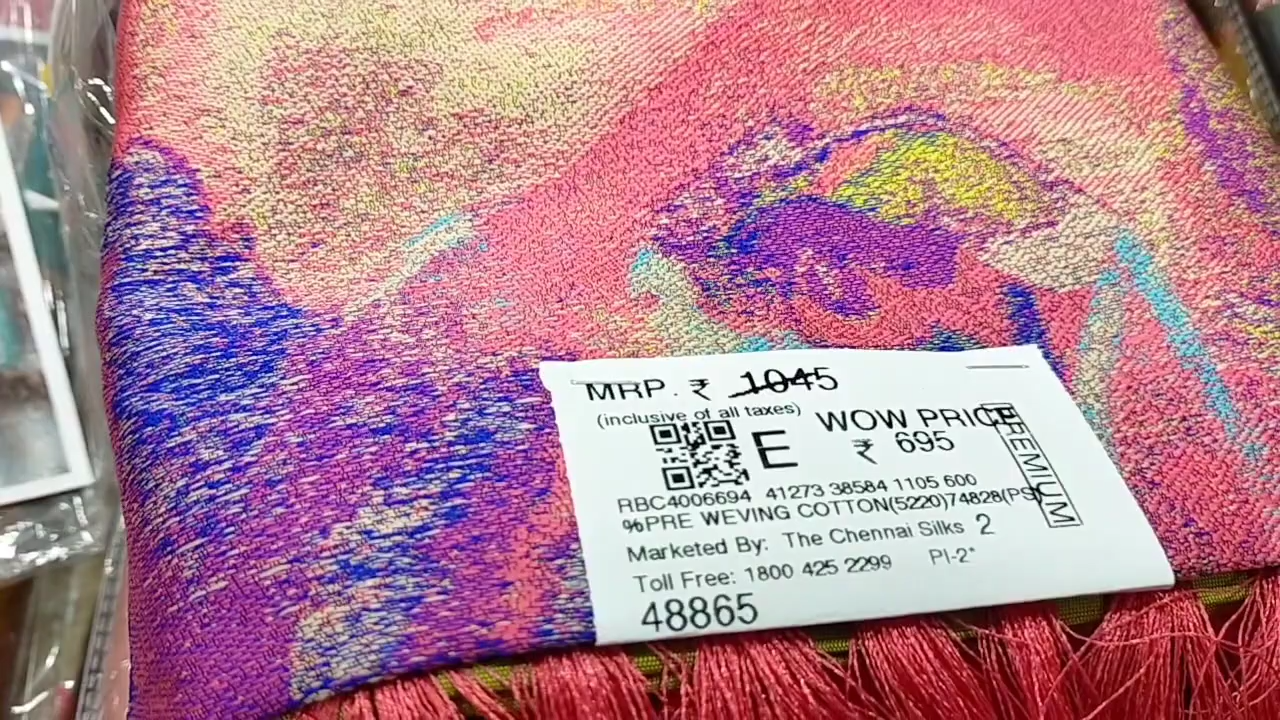 MRP. ₹ 1045
(inclusive of all taxes)
E
WOW PRICE
₹ 695
PREMIUM
RBC4006694 41273 38584 1105 600
%PRE WEVING COTTON(5220)74828(PS)
Marketed By: The Chennai Silks 2
Toll Free: 1800 425 2299 PI-2*
48865